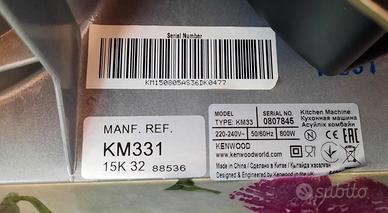 Serial Number
KM150805AS36DK0477
MANF. REF.
KM331
15K 32 88536
MODEL
TYPE: KM33
SERIAL NO.
0807845
Kitchen Machine
Кухонная машина
Асүйлік комбайн
220-240V~ 50/60Hz 800W
KENWOOD
www.kenwoodworld.com
Made in China / Сделано в Китае / Қытайда жасалған
Designed & Engineered by Kenwood in the UK
subito